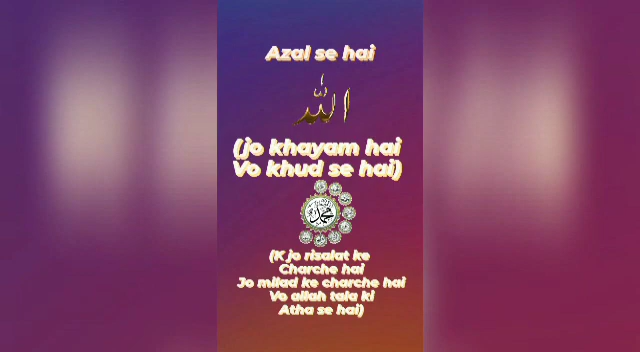 Azal se hai
الله
(jo khayam hai
Vo khud se hai)
محمد
(K jo risalat ke
Charche hai
Jo milad ke charche hai
Vo allah tala ki
Atha se hai)